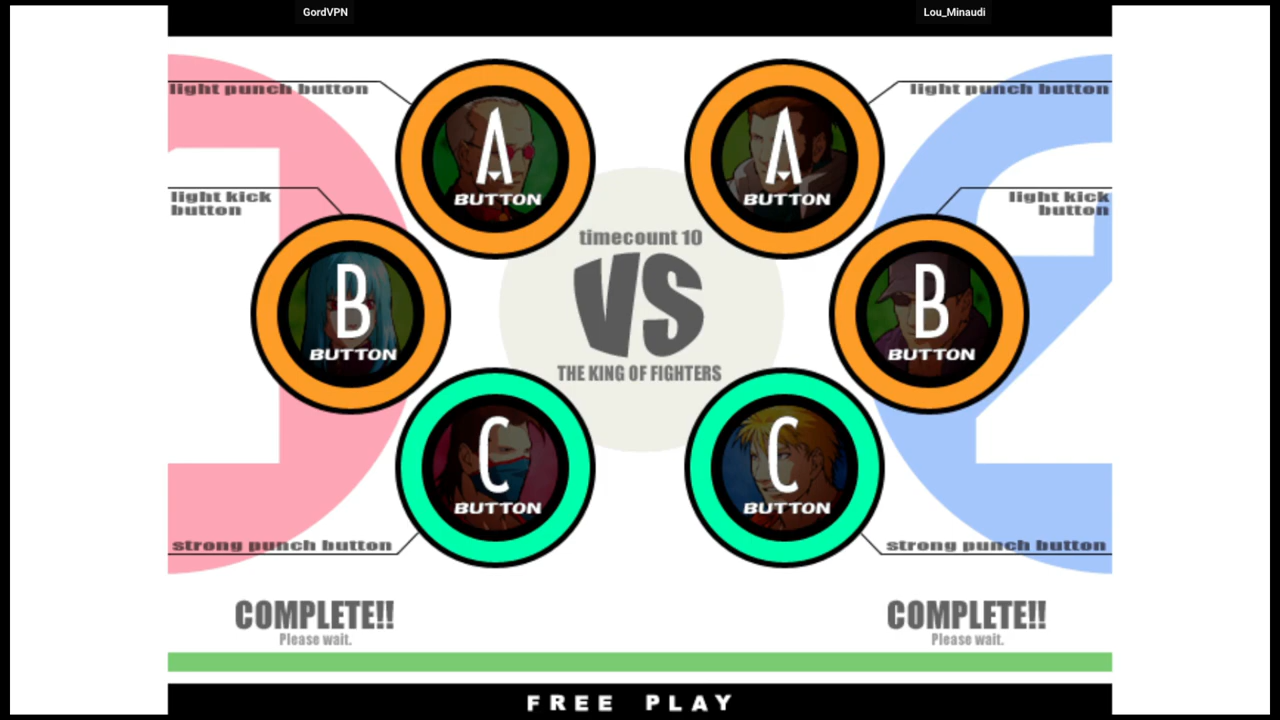 GordVPN
Lou_Minaudi
light punch button
light punch button
A
BUTTON
A
BUTTON
light kick
button
light kick
button
timecount 10
VS
THE KING OF FIGHTERS
B
BUTTON
B
BUTTON
C
BUTTON
C
BUTTON
1
2
strong punch button
strong punch button
COMPLETE!!
Please wait.
COMPLETE!!
Please wait.
FREE PLAY